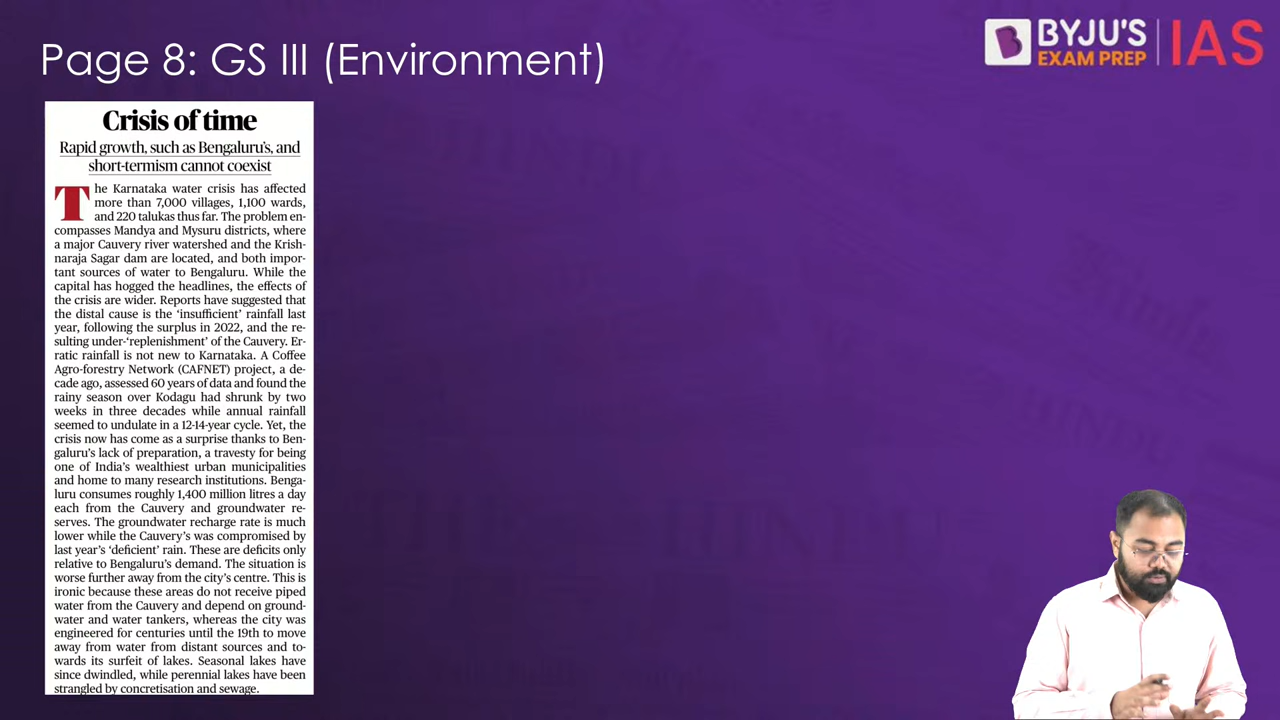 Page 8: GS III (Environment)
BYJU'S
EXAM PREP
IAS
Crisis of time
Rapid growth, such as Bengaluru's, and
short-termism cannot coexist
The Karnataka water crisis has affected
more than 7,000 villages, 1,100 wards,
and 220 talukas thus far. The problem en-
compasses Mandya and Mysuru districts, where
a major Cauvery river watershed and the Krish-
naraja Sagar dam are located, and both impor-
tant sources of water to Bengaluru. While the
capital has hogged the headlines, the effects of
the crisis are wider. Reports have suggested that
the distal cause is the ‘insufficient’ rainfall last
year, following the surplus in 2022, and the re-
sulting under-‘replenishment’ of the Cauvery. Er-
ratic rainfall is not new to Karnataka. A Coffee
Agro-forestry Network (CAFNET) project, a de-
cade ago, assessed 60 years of data and found the
rainy season over Kodagu had shrunk by two
weeks in three decades while annual rainfall
seemed to undulate in a 12-14-year cycle. Yet, the
crisis now has come as a surprise thanks to Ben-
galuru's lack of preparation, a travesty for being
one of India's wealthiest urban municipalities
and home to many research institutions. Benga-
luru consumes roughly 1,400 million litres a day
each from the Cauvery and groundwater re-
serves. The groundwater recharge rate is much
lower while the Cauvery's was compromised by
last year's ‘deficient’ rain. These are deficits only
relative to Bengaluru's demand. The situation is
worse further away from the city's centre. This is
ironic because these areas do not receive piped
water from the Cauvery and depend on ground-
water and water tankers, whereas the city was
engineered for centuries until the 19th to move
away from water from distant sources and to-
wards its surfeit of lakes. Seasonal lakes have
since dwindled, while perennial lakes have been
strangled by concretisation and sewage.